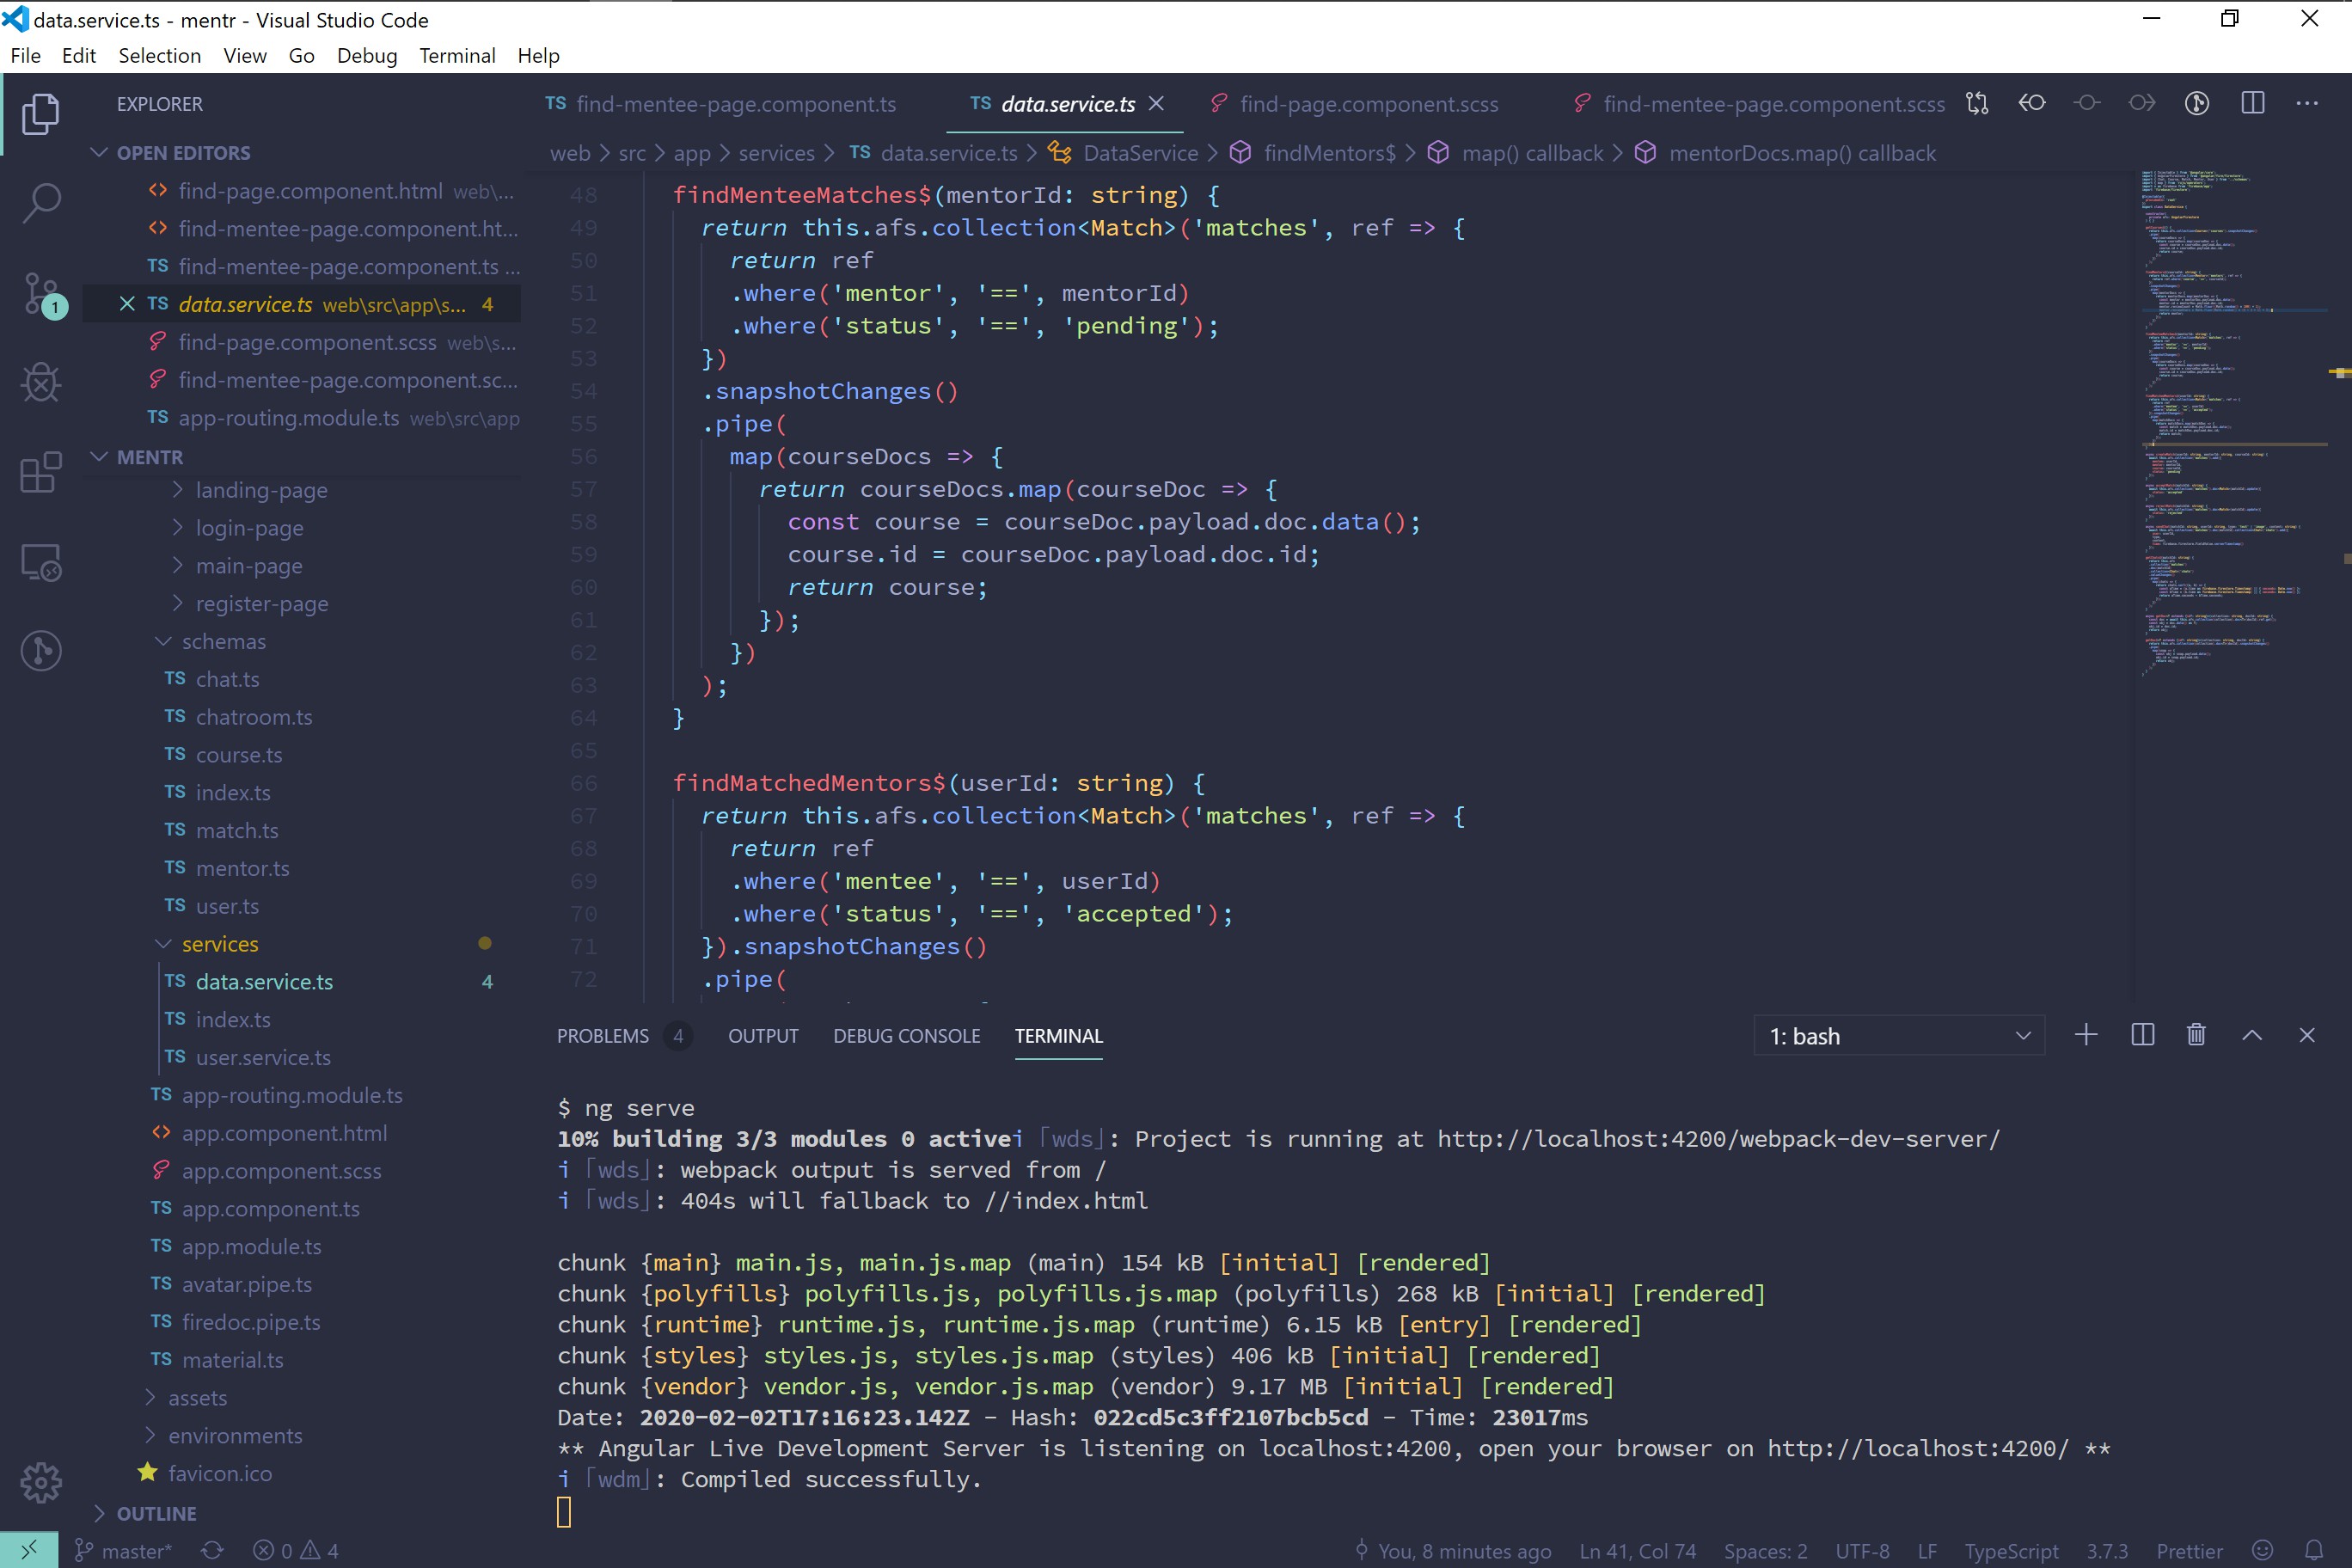 data.service.ts - mentr - Visual Studio Code
File Edit Selection View Go Debug Terminal Help
EXPLORER
OPEN EDITORS
find-page.component.html web\...
find-mentee-page.component.ht...
TS find-mentee-page.component.ts ...
TS data.service.ts web\src\app\s... 4
find-page.component.scss web\s...
find-mentee-page.component.sc...
TS app-routing.module.ts web\src\app
MENTR
landing-page
login-page
main-page
register-page
schemas
TS chat.ts
TS chatroom.ts
TS course.ts
TS index.ts
TS match.ts
TS mentor.ts
TS user.ts
services
TS data.service.ts 4
TS index.ts
TS user.service.ts
TS app-routing.module.ts
app.component.html
app.component.scss
TS app.component.ts
TS app.module.ts
TS avatar.pipe.ts
TS firedoc.pipe.ts
TS material.ts
assets
environments
favicon.ico
OUTLINE
1
TS find-mentee-page.component.ts TS data.service.ts find-page.component.scss find-mentee-page.component.scss
web > src > app > services > TS data.service.ts > DataService > findMentors$ > map() callback > mentorDocs.map() callback
48 findMenteeMatches$(mentorId: string) {
49 return this.afs.collection<Match>('matches', ref => {
50 return ref
51 .where('mentor', '==', mentorId)
52 .where('status', '==', 'pending');
53 })
54 .snapshotChanges()
55 .pipe(
56 map(courseDocs => {
57 return courseDocs.map(courseDoc => {
58 const course = courseDoc.payload.doc.data();
59 course.id = courseDoc.payload.doc.id;
60 return course;
61 });
62 })
63 );
64 }
65
66 findMatchedMentors$(userId: string) {
67 return this.afs.collection<Match>('matches', ref => {
68 return ref
69 .where('mentee', '==', userId)
70 .where('status', '==', 'accepted');
71 }).snapshotChanges()
72 .pipe(
PROBLEMS 4 OUTPUT DEBUG CONSOLE TERMINAL 1: bash
$ ng serve
10% building 3/3 modules 0 activei ｢wds｣: Project is running at http://localhost:4200/webpack-dev-server/
i ｢wds｣: webpack output is served from /
i ｢wds｣: 404s will fallback to //index.html
chunk {main} main.js, main.js.map (main) 154 kB [initial] [rendered]
chunk {polyfills} polyfills.js, polyfills.js.map (polyfills) 268 kB [initial] [rendered]
chunk {runtime} runtime.js, runtime.js.map (runtime) 6.15 kB [entry] [rendered]
chunk {styles} styles.js, styles.js.map (styles) 406 kB [initial] [rendered]
chunk {vendor} vendor.js, vendor.js.map (vendor) 9.17 MB [initial] [rendered]
Date: 2020-02-02T17:16:23.142Z - Hash: 022cd5c3ff2107bcb5cd - Time: 23017ms
** Angular Live Development Server is listening on localhost:4200, open your browser on http://localhost:4200/ **
i ｢wdm｣: Compiled successfully.
master* 0 4 You, 8 minutes ago Ln 41, Col 74 Spaces: 2 UTF-8 LF TypeScript 3.7.3 Prettier